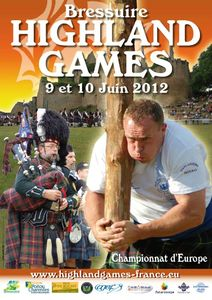 Bressuire
HIGHLAND
GAMES
9 et 10 Juin 2012
Championnat d'Europe
www.highlandgames-france.eu